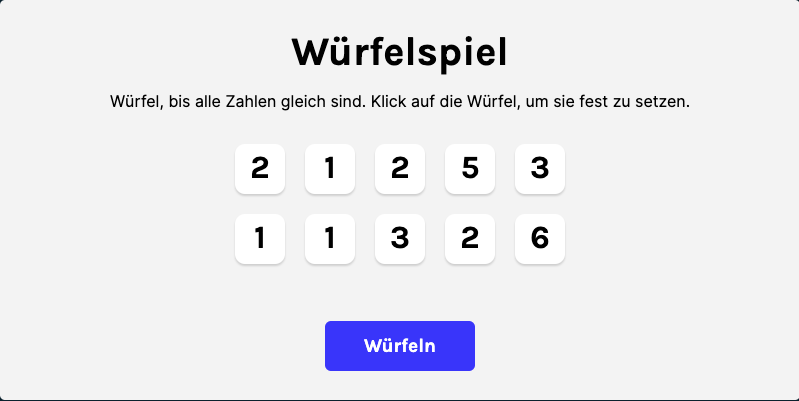 Würfelspiel
Würfel, bis alle Zahlen gleich sind. Klick auf die Würfel, um sie fest zu setzen.
2 1 2 5 3
1 1 3 2 6
Würfeln